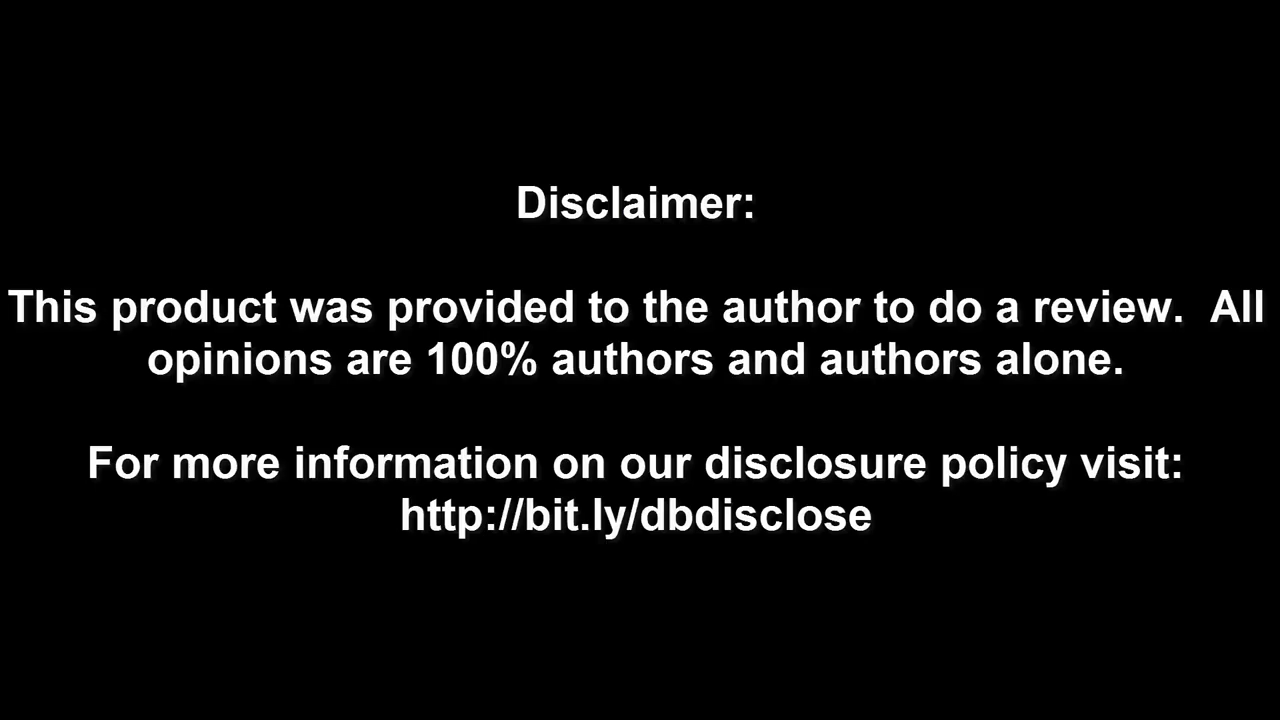 Disclaimer:
This product was provided to the author to do a review.  All
opinions are 100% authors and authors alone.
For more information on our disclosure policy visit:
http://bit.ly/dbdisclose